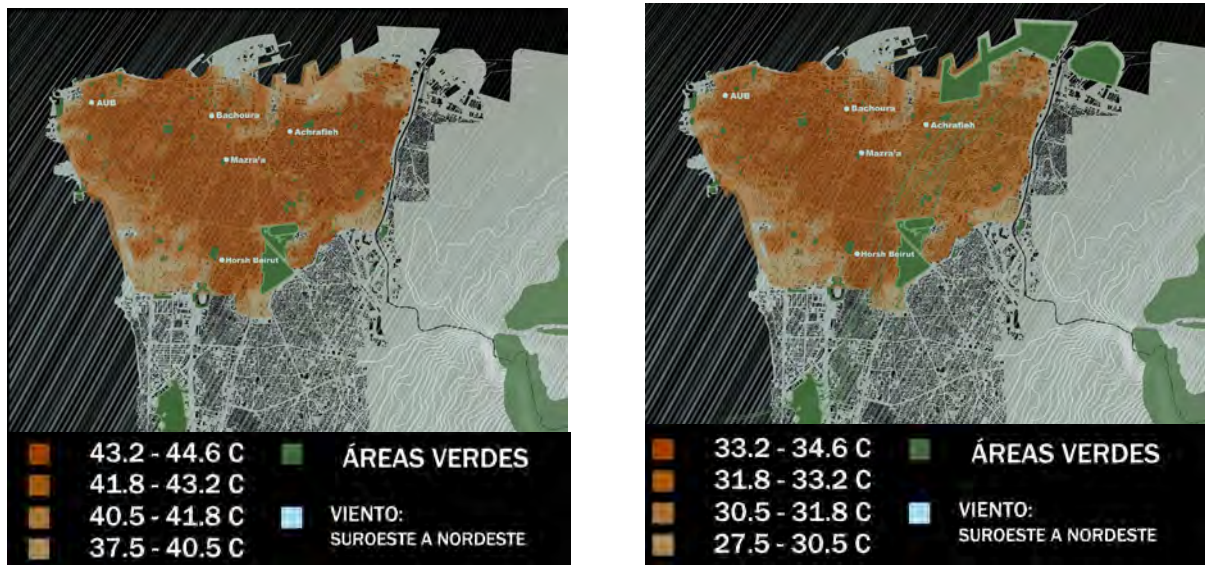 AUB
Bachoura
Achrafieh
Mazra'a
Horsh Beirut
43.2 - 44.6 C
41.8 - 43.2 C
40.5 - 41.8 C
37.5 - 40.5 C
ÁREAS VERDES
VIENTO:
SUROESTE A NORDESTE
AUB
Bachoura
Achrafieh
Mazra'a
Horsh Beirut
33.2 - 34.6 C
31.8 - 33.2 C
30.5 - 31.8 C
27.5 - 30.5 C
ÁREAS VERDES
VIENTO:
SUROESTE A NORDESTE